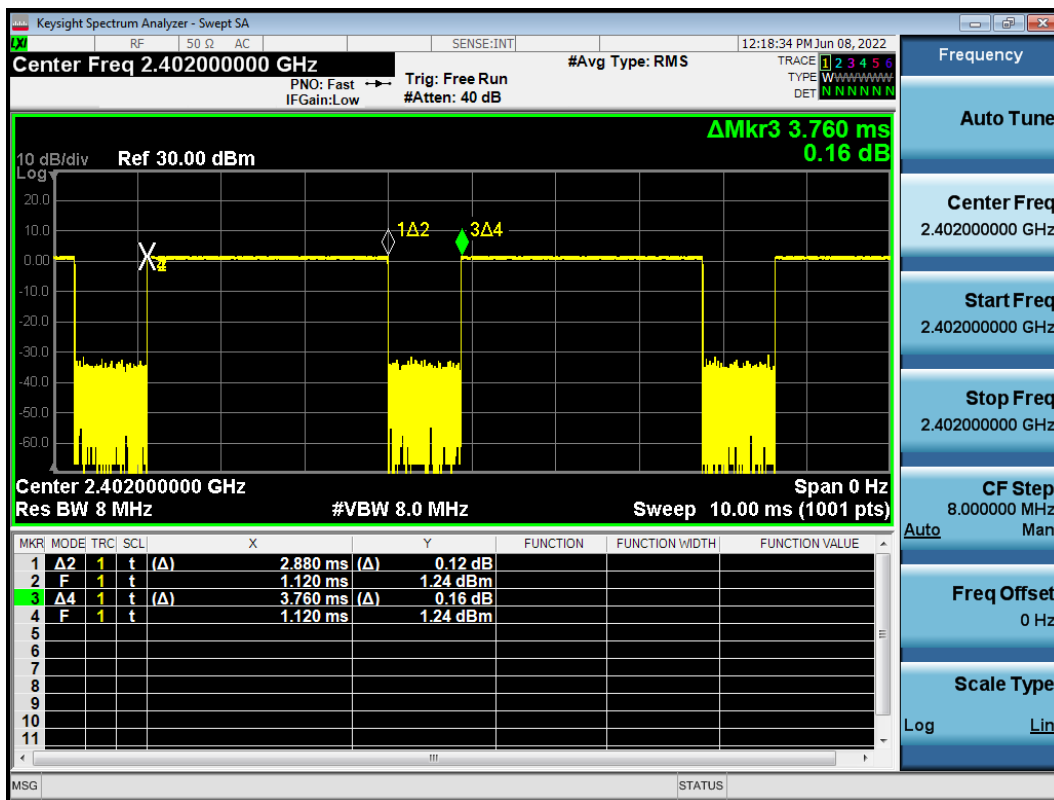 Keysight Spectrum Analyzer - Swept SA
LXI RF 50 Ω AC SENSE:INT 12:18:34 PM Jun 08, 2022
Center Freq 2.402000000 GHz
#Avg Type: RMS
TRACE 1 2 3 4 5 6
PNO: Fast
Trig: Free Run
TYPE WWWWWW
IFGain:Low
#Atten: 40 dB
DET N N N N N N
ΔMkr3 3.760 ms
0.16 dB
10 dB/div Ref 30.00 dBm
Log
20.0
10.0
0.00
-10.0
-20.0
-30.0
-40.0
-50.0
-60.0
1Δ2
3Δ4
Center 2.402000000 GHz Span 0 Hz
Res BW 8 MHz #VBW 8.0 MHz Sweep 10.00 ms (1001 pts)
MKR MODE TRC SCL X Y FUNCTION FUNCTION WIDTH FUNCTION VALUE
1 Δ2 1 t (Δ) 2.880 ms (Δ) 0.12 dB
2 F 1 t 1.120 ms 1.24 dBm
3 Δ4 1 t (Δ) 3.760 ms (Δ) 0.16 dB
4 F 1 t 1.120 ms 1.24 dBm
5
6
7
8
9
10
11
MSG STATUS
Frequency
Auto Tune
Center Freq
2.402000000 GHz
Start Freq
2.402000000 GHz
Stop Freq
2.402000000 GHz
CF Step
8.000000 MHz
Auto Man
Freq Offset
0 Hz
Scale Type
Log Lin